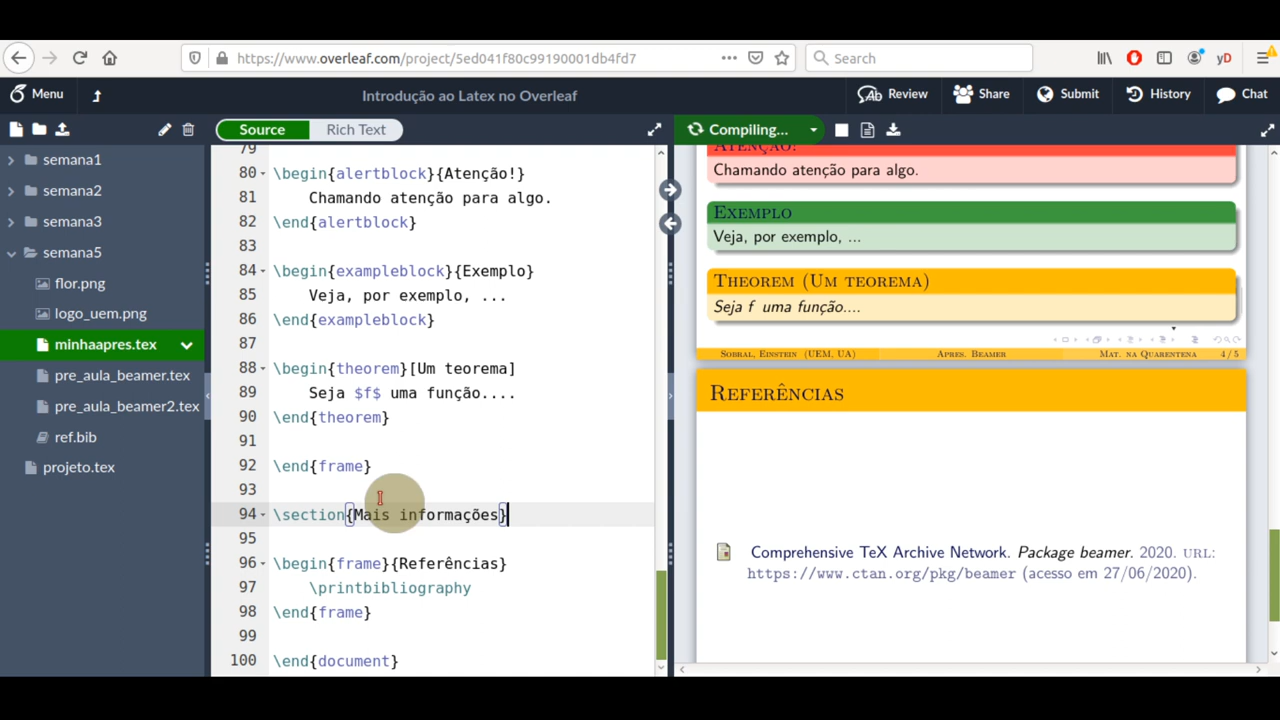 https://www.overleaf.com/project/5ed041f80c99190001db4fd7
Search
yD
Menu
Introdução ao Latex no Overleaf
Review
Share
Submit
History
Chat
Source
Rich Text
Compiling...
semana1
semana2
semana3
semana5
flor.png
logo_uem.png
minhaapres.tex
pre_aula_beamer.tex
pre_aula_beamer2.tex
ref.bib
projeto.tex
79
80 \begin{alertblock}{Atenção!}
81 Chamando atenção para algo.
82 \end{alertblock}
83
84 \begin{exampleblock}{Exemplo}
85 Veja, por exemplo, ...
86 \end{exampleblock}
87
88 \begin{theorem}[Um teorema]
89 Seja $f$ uma função....
90 \end{theorem}
91
92 \end{frame}
93
94 \section{Mais informações}
95
96 \begin{frame}{Referências}
97 \printbibliography
98 \end{frame}
99
100 \end{document}
Atenção!
Chamando atenção para algo.
Exemplo
Veja, por exemplo, ...
Theorem (Um teorema)
Seja f uma função....
Sobral, Einstein (UEM, UA)
Apres. Beamer
Mat. na Quarentena
4 / 5
Referências
Comprehensive TeX Archive Network. Package beamer. 2020. URL:
https://www.ctan.org/pkg/beamer (acesso em 27/06/2020).